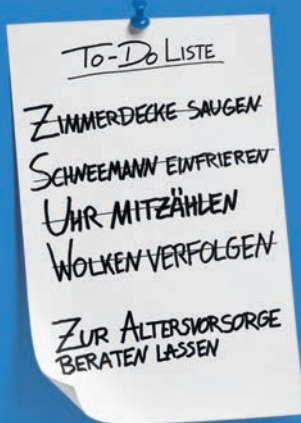 TO-DO LISTE
ZIMMERDECKE SAUGEN
SCHNEEMANN EINFRIEREN
UHR MITZÄHLEN
WOLKEN VERFOLGEN
ZUR ALTERSVORSORGE
BERATEN LASSEN